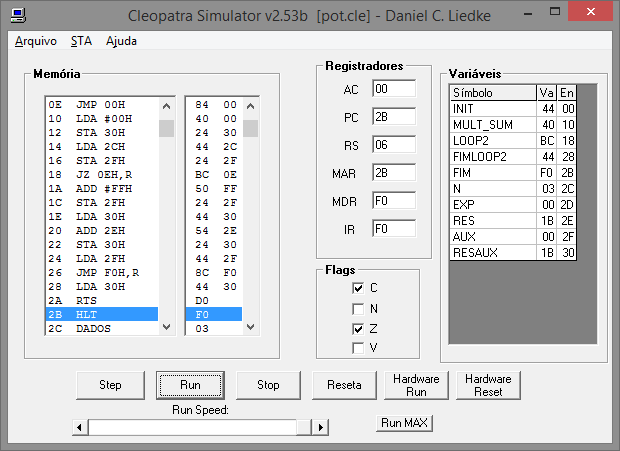 Cleopatra Simulator v2.53b  [pot.cle] - Daniel C. Liedke
Arquivo STA Ajuda
Memória
0E JMP 00H 84 00
10 LDA #00H 40 00
12 STA 30H 24 30
14 LDA 2CH 44 2C
16 STA 2FH 24 2F
18 JZ 0EH,R BC 0E
1A ADD #FFH 50 FF
1C STA 2FH 24 2F
1E LDA 30H 44 30
20 ADD 2EH 54 2E
22 STA 30H 24 30
24 LDA 2FH 44 2F
26 JMP F0H,R 8C F0
28 LDA 30H 44 30
2A RTS D0
2B HLT F0
2C DADOS 03
Registradores
AC 00
PC 2B
RS 06
MAR 2B
MDR F0
IR F0
Flags
C
N
Z
V
Variáveis
Símbolo Va En
INIT 44 00
MULT_SUM 40 10
LOOP2 BC 18
FIMLOOP2 44 28
FIM F0 2B
N 03 2C
EXP 00 2D
RES 1B 2E
AUX 00 2F
RESAUX 1B 30
Step Run Stop Reseta Hardware Run Hardware Reset
Run Speed:
Run MAX